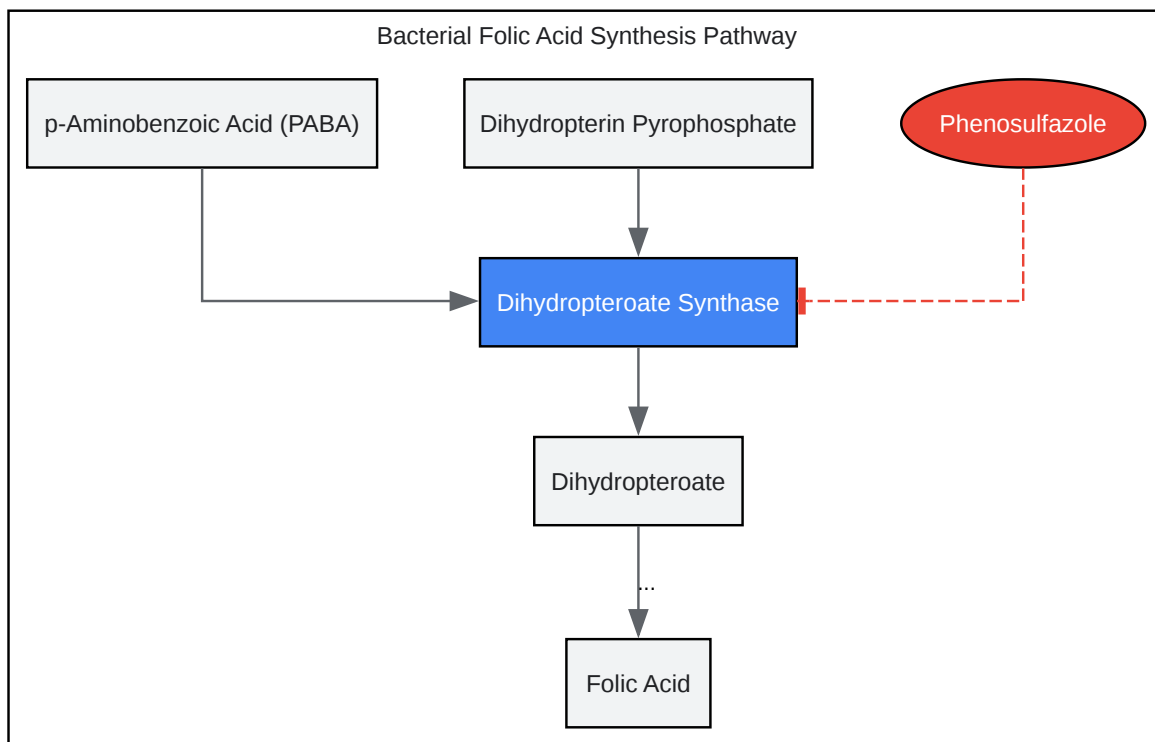 Bacterial Folic Acid Synthesis Pathway
p-Aminobenzoic Acid (PABA)
Dihydropterin Pyrophosphate
Phenosulfazole
Dihydropteroate Synthase
Dihydropteroate
...
Folic Acid